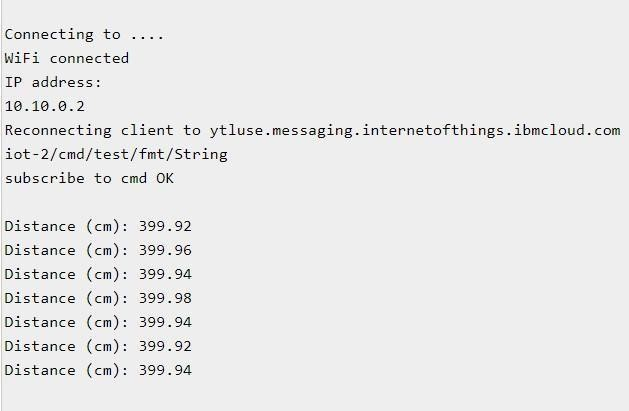 Connecting to ....
WiFi connected
IP address:
10.10.0.2
Reconnecting client to ytluse.messaging.internetofthings.ibmcloud.com
iot-2/cmd/test/fmt/String
subscribe to cmd OK
Distance (cm): 399.92
Distance (cm): 399.96
Distance (cm): 399.94
Distance (cm): 399.98
Distance (cm): 399.94
Distance (cm): 399.92
Distance (cm): 399.94